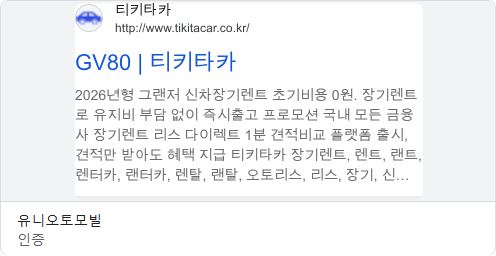 티키타카
http://www.tikitacar.co.kr/
GV80 | 티키타카
2026년형 그랜저 신차장기렌트 초기비용 0원. 장기렌트
로 유지비 부담 없이 즉시출고 프로모션 국내 모든 금융
사 장기렌트 리스 다이렉트 1분 견적비교 플랫폼 출시,
견적만 받아도 혜택 지급 티키타카 장기렌트, 렌트, 랜트,
렌터카, 랜터카, 렌탈, 랜탈, 오토리스, 리스, 장기, 신...
유니오토모빌
인증